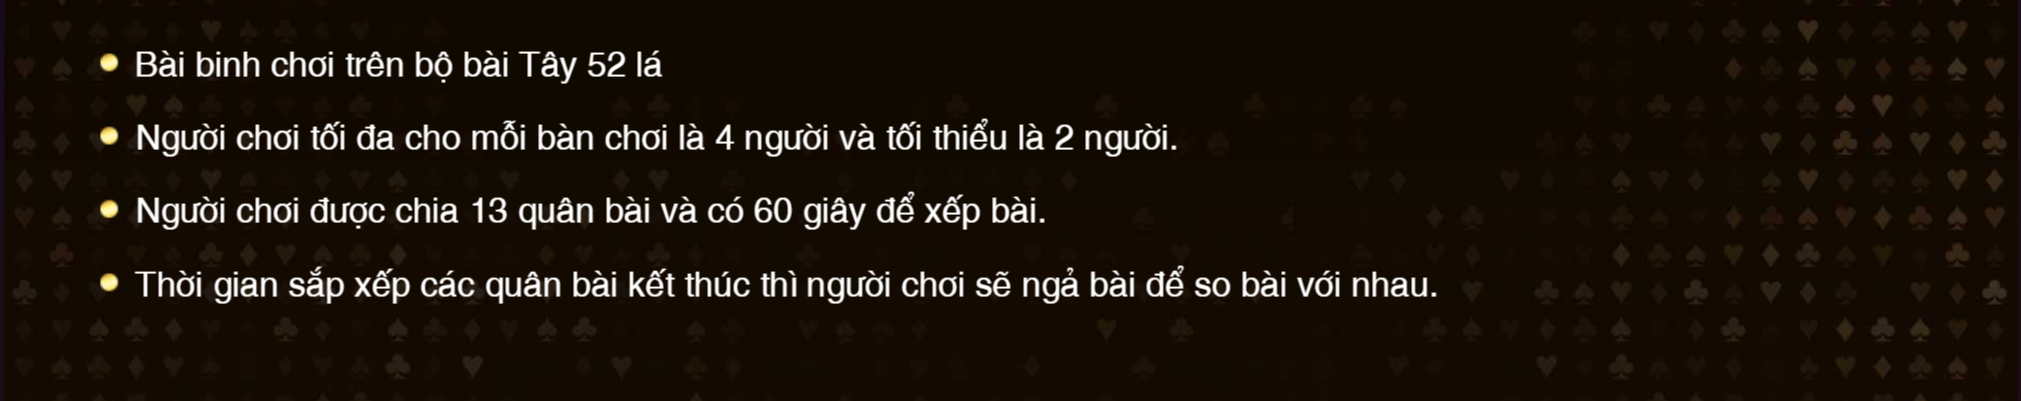 Bài binh chơi trên bộ bài Tây 52 lá
Người chơi tối đa cho mỗi bàn chơi là 4 người và tối thiểu là 2 người.
Người chơi được chia 13 quân bài và có 60 giây để xếp bài.
Thời gian sắp xếp các quân bài kết thúc thì người chơi sẽ ngả bài để so bài với nhau.